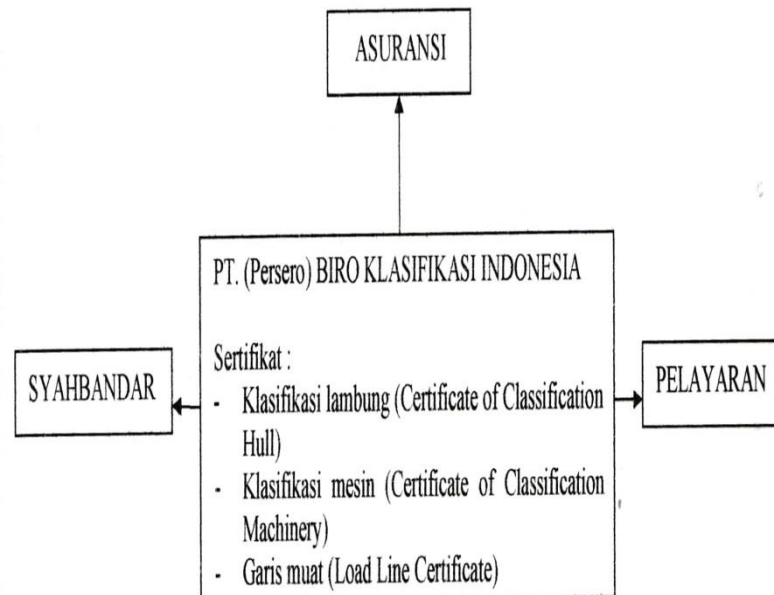 ASURANSI
PT. (Persero) BIRO KLASIFIKASI INDONESIA
Sertifikat :
- Klasifikasi lambung (Certificate of Classification
Hull)
- Klasifikasi mesin (Certificate of Classification
Machinery)
- Garis muat (Load Line Certificate)
SYAHBANDAR
PELAYARAN